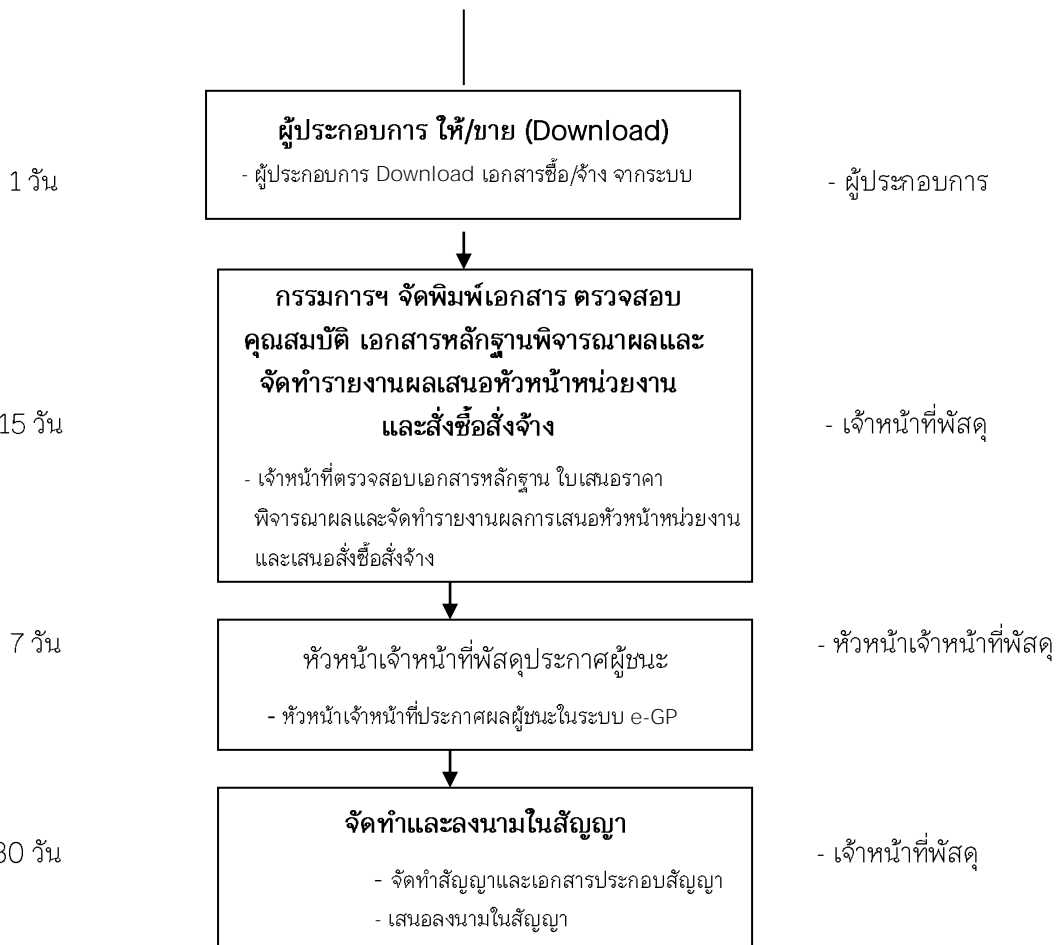 ผู้ประกอบการ ให้/ขาย (Download)
1 วัน
- ผู้ประกอบการ Download เอกสารซื้อ/จ้าง จากระบบ
- ผู้ประกอบการ
กรรมการฯ จัดพิมพ์เอกสาร ตรวจสอบ
คุณสมบัติ เอกสารหลักฐานพิจารณาผลและ
จัดทำรายงานผลเสนอหัวหน้าหน่วยงาน
และสั่งซื้อสั่งจ้าง
15 วัน
- เจ้าหน้าที่พัสดุ
- เจ้าหน้าที่ตรวจสอบเอกสารหลักฐาน ใบเสนอราคา
พิจารณาผลและจัดทำรายงานผลการเสนอหัวหน้าหน่วยงาน
และเสนอสั่งซื้อสั่งจ้าง
7 วัน
หัวหน้าเจ้าหน้าที่พัสดุประกาศผู้ชนะ
- หัวหน้าเจ้าหน้าที่พัสดุ
- หัวหน้าเจ้าหน้าที่ประกาศผลผู้ชนะในระบบ e-GP
จัดทำและลงนามในสัญญา
30 วัน
- เจ้าหน้าที่พัสดุ
- จัดทำสัญญาและเอกสารประกอบสัญญา
- เสนอลงนามในสัญญา